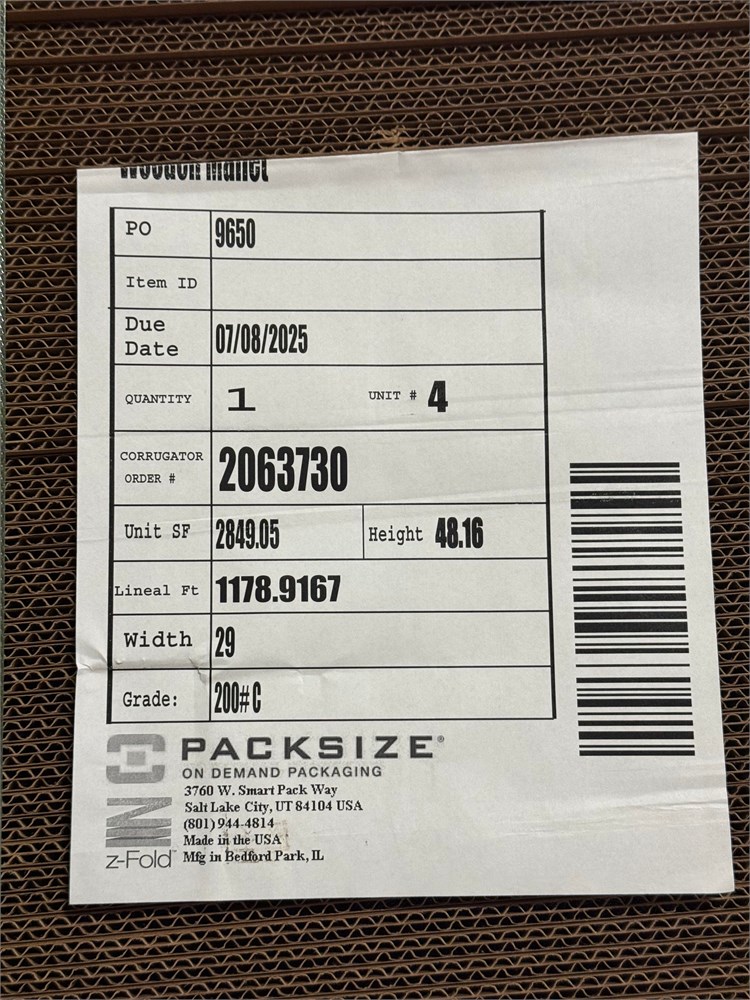 Wooden Mallet
PO 9650
Item ID
Due Date 07/08/2025
QUANTITY 1 UNIT # 4
CORRUGATOR ORDER # 2063730
Unit SF 2849.05 Height 48.16
Lineal Ft 1178.9167
Width 29
Grade: 200#C
PACKSIZE®
ON DEMAND PACKAGING
3760 W. Smart Pack Way
Salt Lake City, UT 84104 USA
(801) 944-4814
Made in the USA
z-Fold™ Mfg in Bedford Park, IL